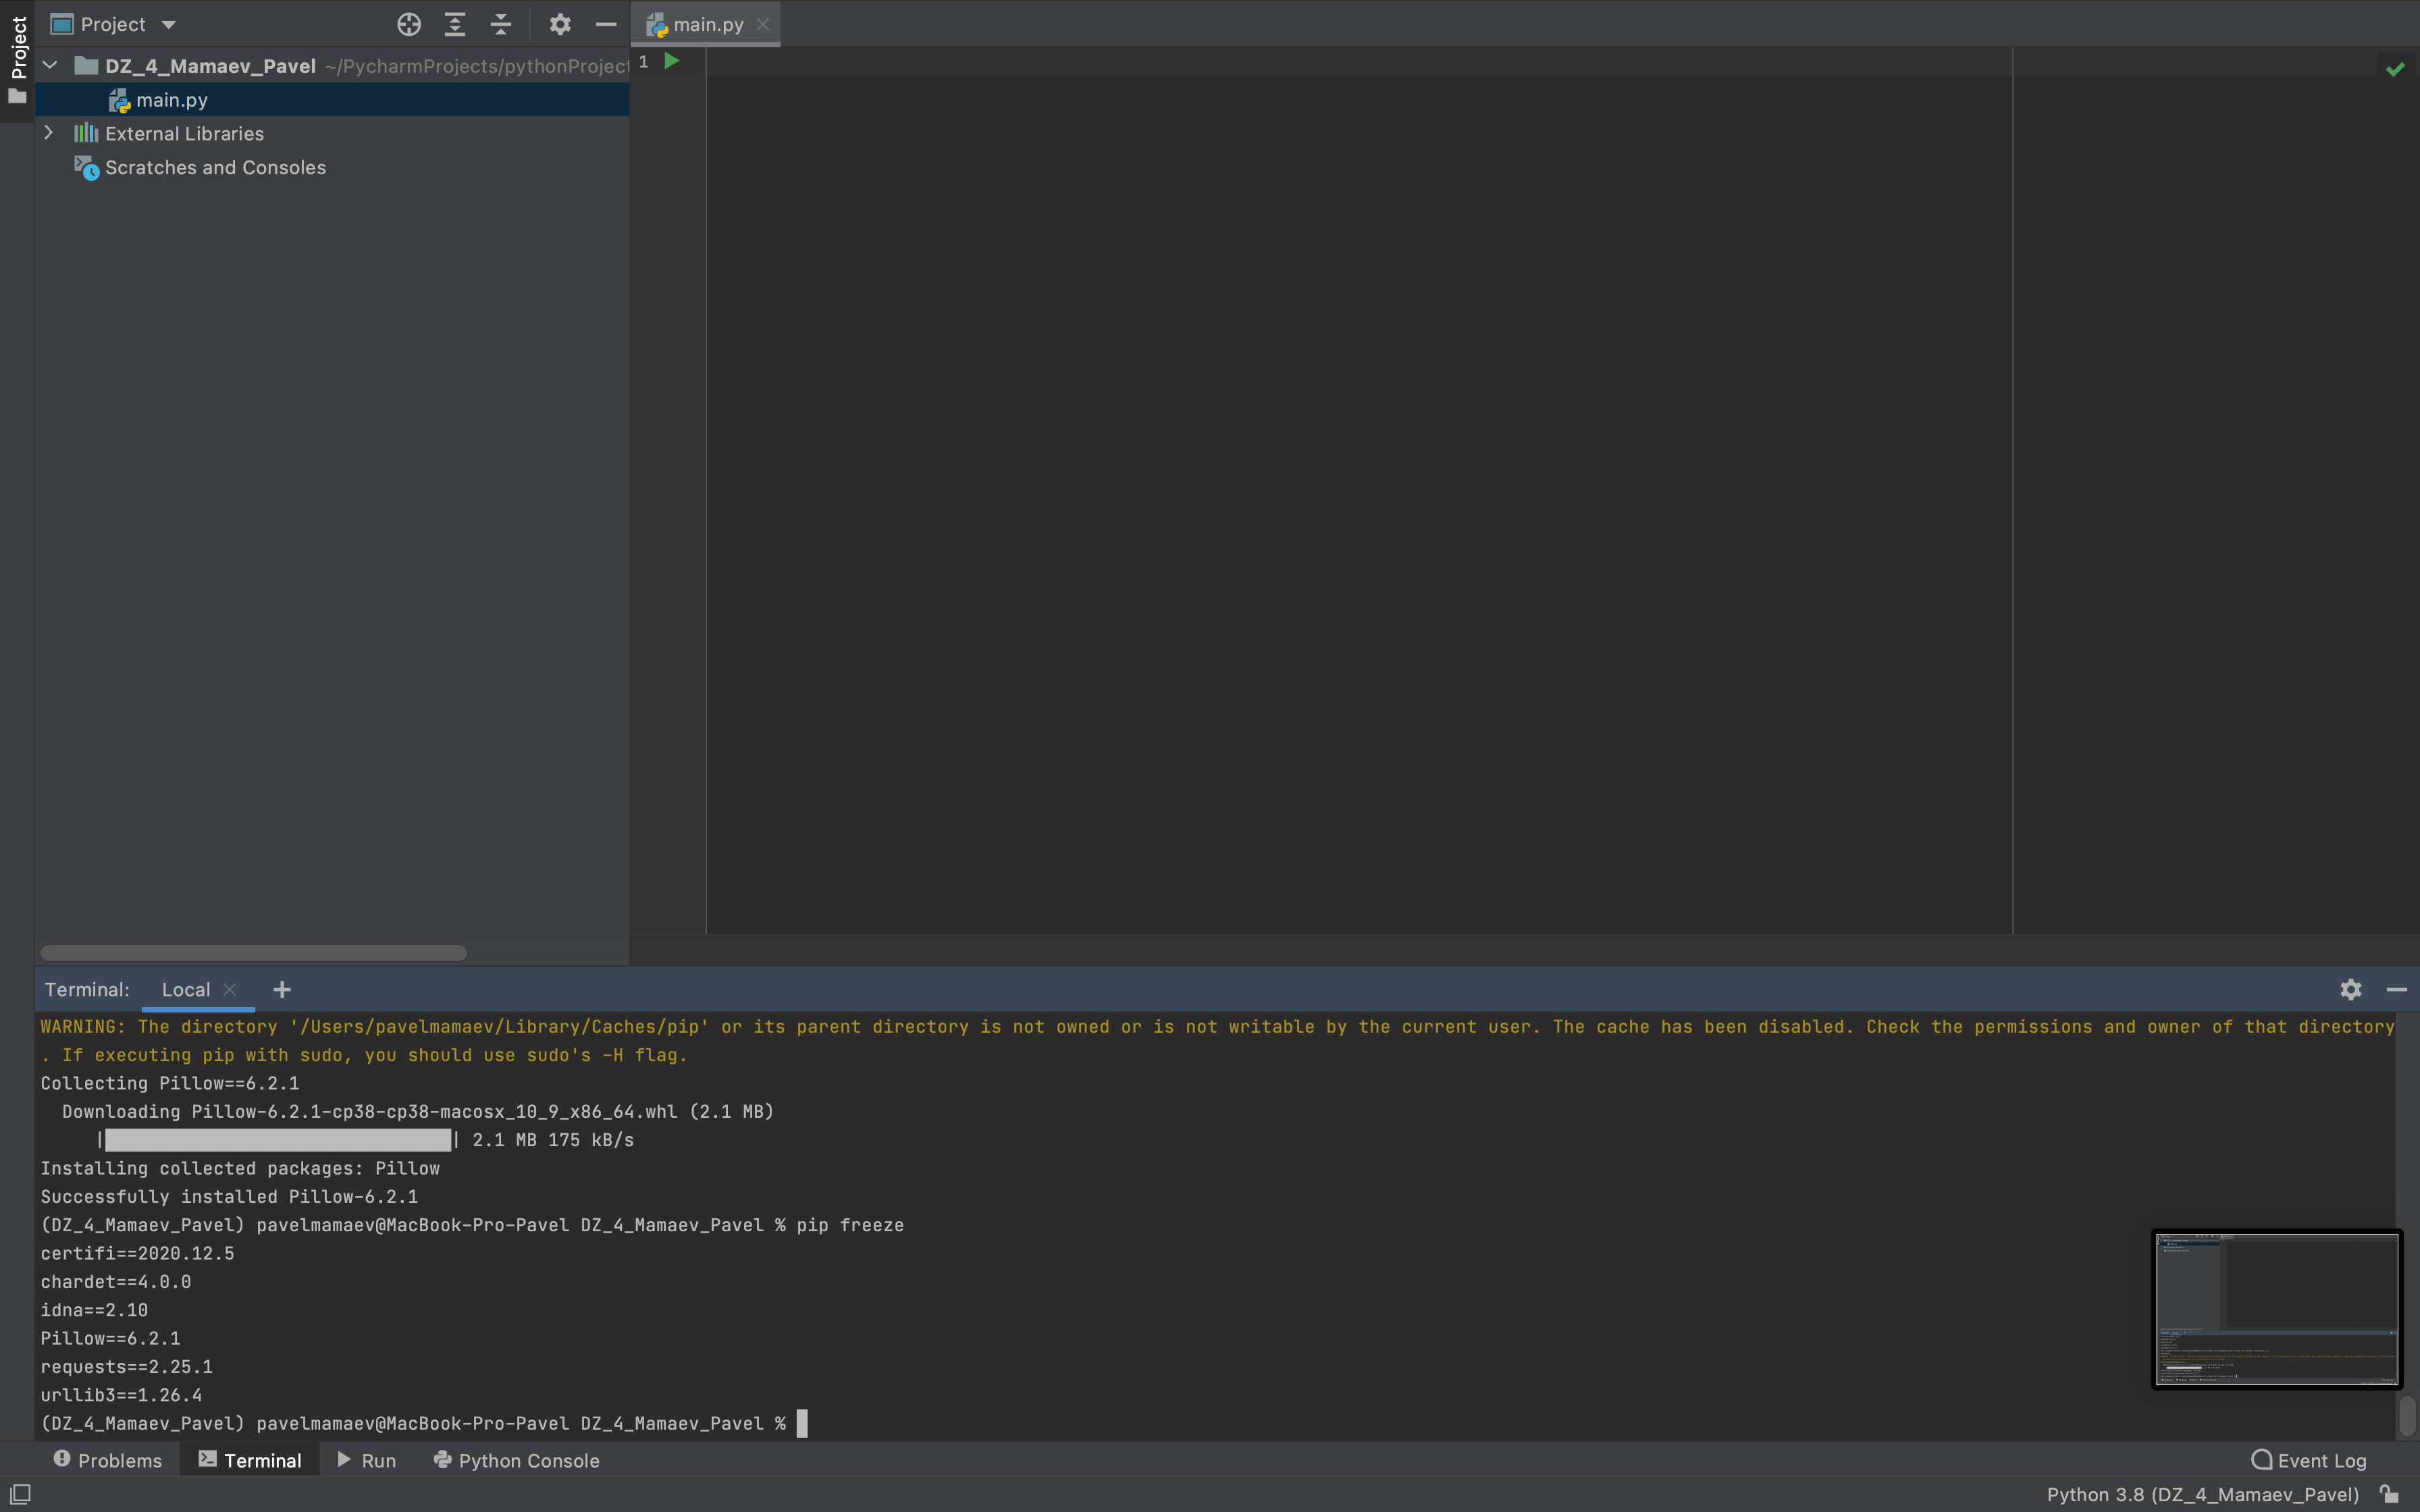 Project
Project
main.py
DZ_4_Mamaev_Pavel ~/PycharmProjects/pythonProject
1
main.py
External Libraries
Scratches and Consoles
Terminal: Local
WARNING: The directory '/Users/pavelmamaev/Library/Caches/pip' or its parent directory is not owned or is not writable by the current user. The cache has been disabled. Check the permissions and owner of that directory
. If executing pip with sudo, you should use sudo's -H flag.
Collecting Pillow==6.2.1
Downloading Pillow-6.2.1-cp38-cp38-macosx_10_9_x86_64.whl (2.1 MB)
| | 2.1 MB 175 kB/s
Installing collected packages: Pillow
Successfully installed Pillow-6.2.1
(DZ_4_Mamaev_Pavel) pavelmamaev@MacBook-Pro-Pavel DZ_4_Mamaev_Pavel % pip freeze
certifi==2020.12.5
chardet==4.0.0
idna==2.10
Pillow==6.2.1
requests==2.25.1
urllib3==1.26.4
(DZ_4_Mamaev_Pavel) pavelmamaev@MacBook-Pro-Pavel DZ_4_Mamaev_Pavel %
Problems Terminal Run Python Console Event Log
Python 3.8 (DZ_4_Mamaev_Pavel)